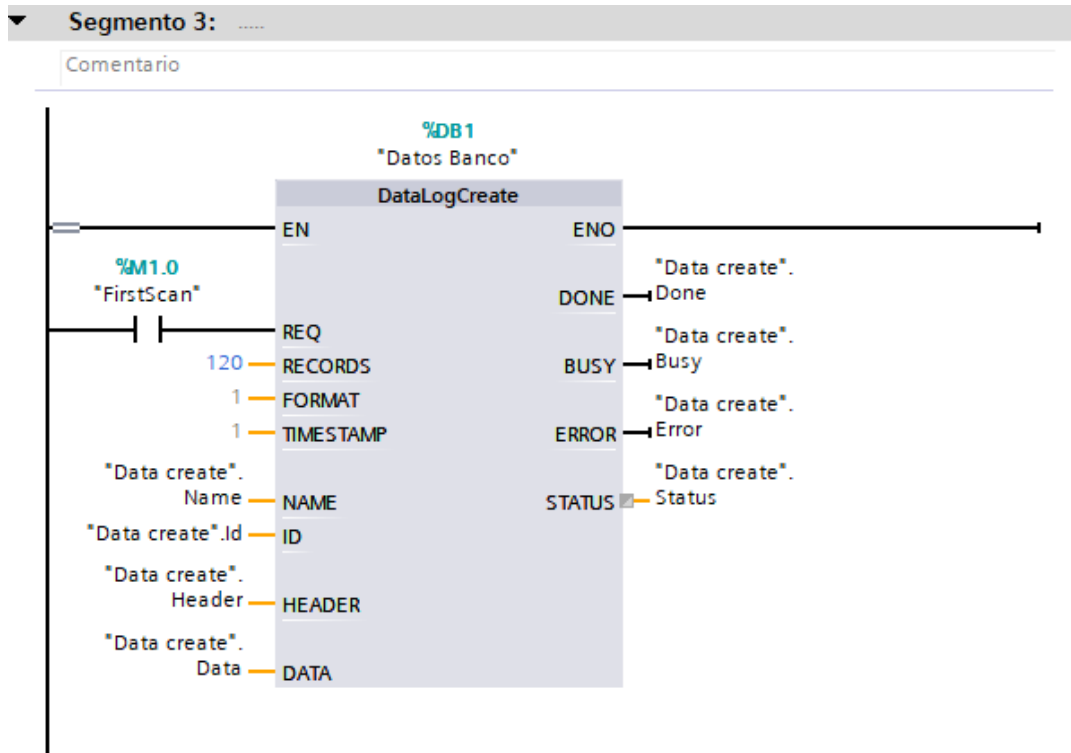 Segmento 3: .....
Comentario
%DB1
"Datos Banco"
DataLogCreate
EN ENO
%M1.0
"FirstScan"
"Data create".
DONE Done
REQ
"Data create".
120 RECORDS BUSY Busy
1 FORMAT
"Data create".
1 TIMESTAMP ERROR Error
"Data create".
Name NAME
"Data create".
STATUS Status
"Data create".Id ID
"Data create".
Header HEADER
"Data create".
Data DATA